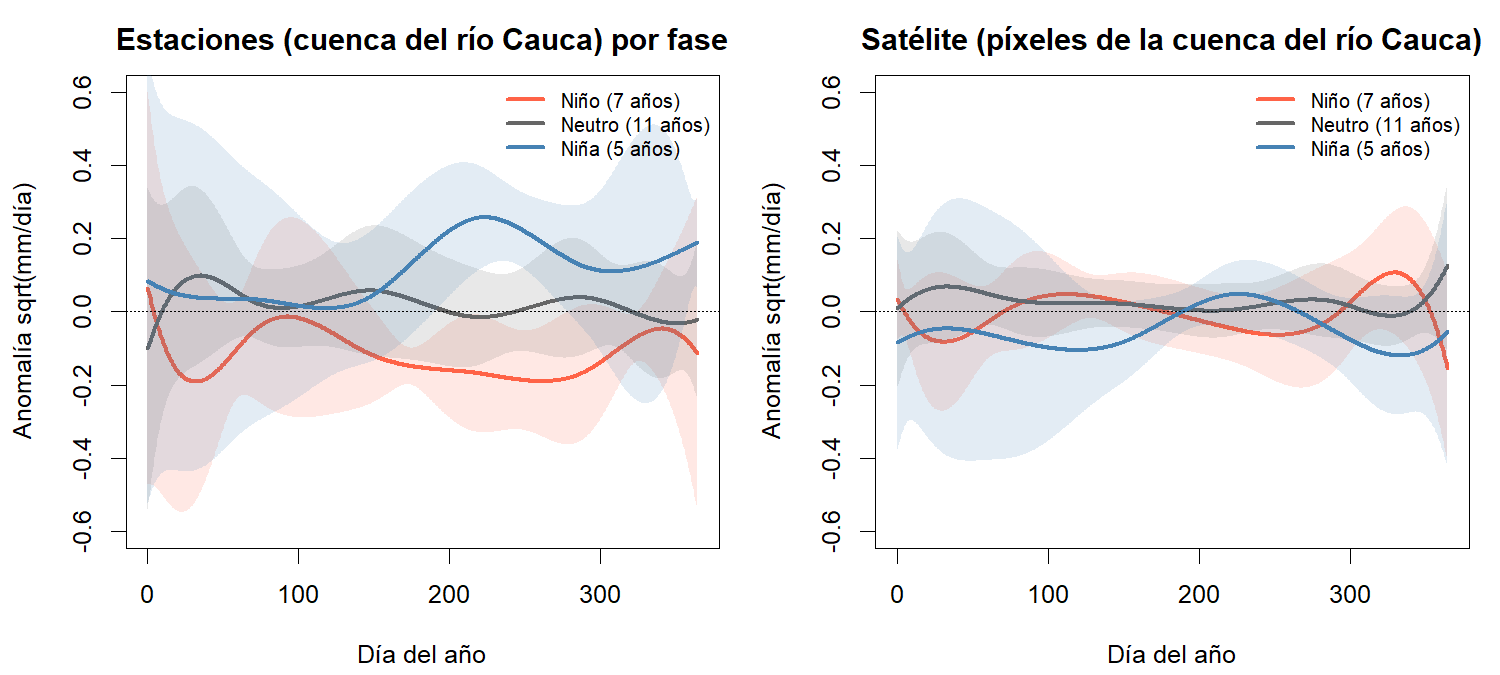 Estaciones (cuenca del río Cauca) por fase
Anomalía sqrt(mm/día)
0.6
0.4
0.2
0.0
-0.2
-0.4
-0.6
Niño (7 años)
Neutro (11 años)
Niña (5 años)
0 100 200 300
Día del año
Satélite (píxeles de la cuenca del río Cauca)
Anomalía sqrt(mm/día)
0.6
0.4
0.2
0.0
-0.2
-0.4
-0.6
Niño (7 años)
Neutro (11 años)
Niña (5 años)
0 100 200 300
Día del año